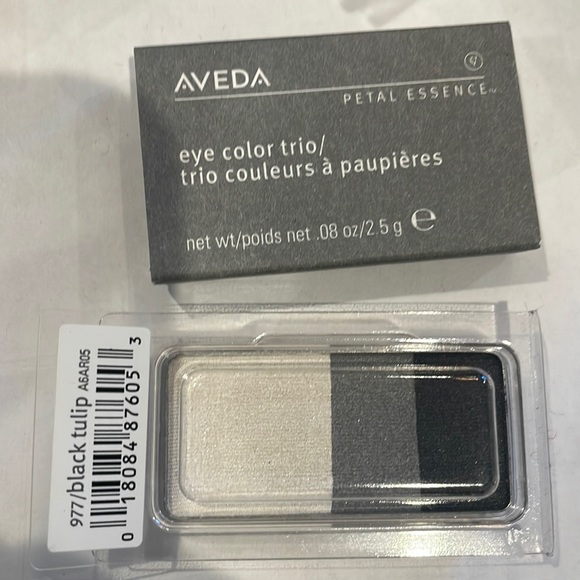 AVEDA
PETAL ESSENCE™
eye color trio/
trio couleurs à paupières
net wt/poids net .08 oz/2.5 g ℮
977/black tulip A6AR05
0 18084 87605 3